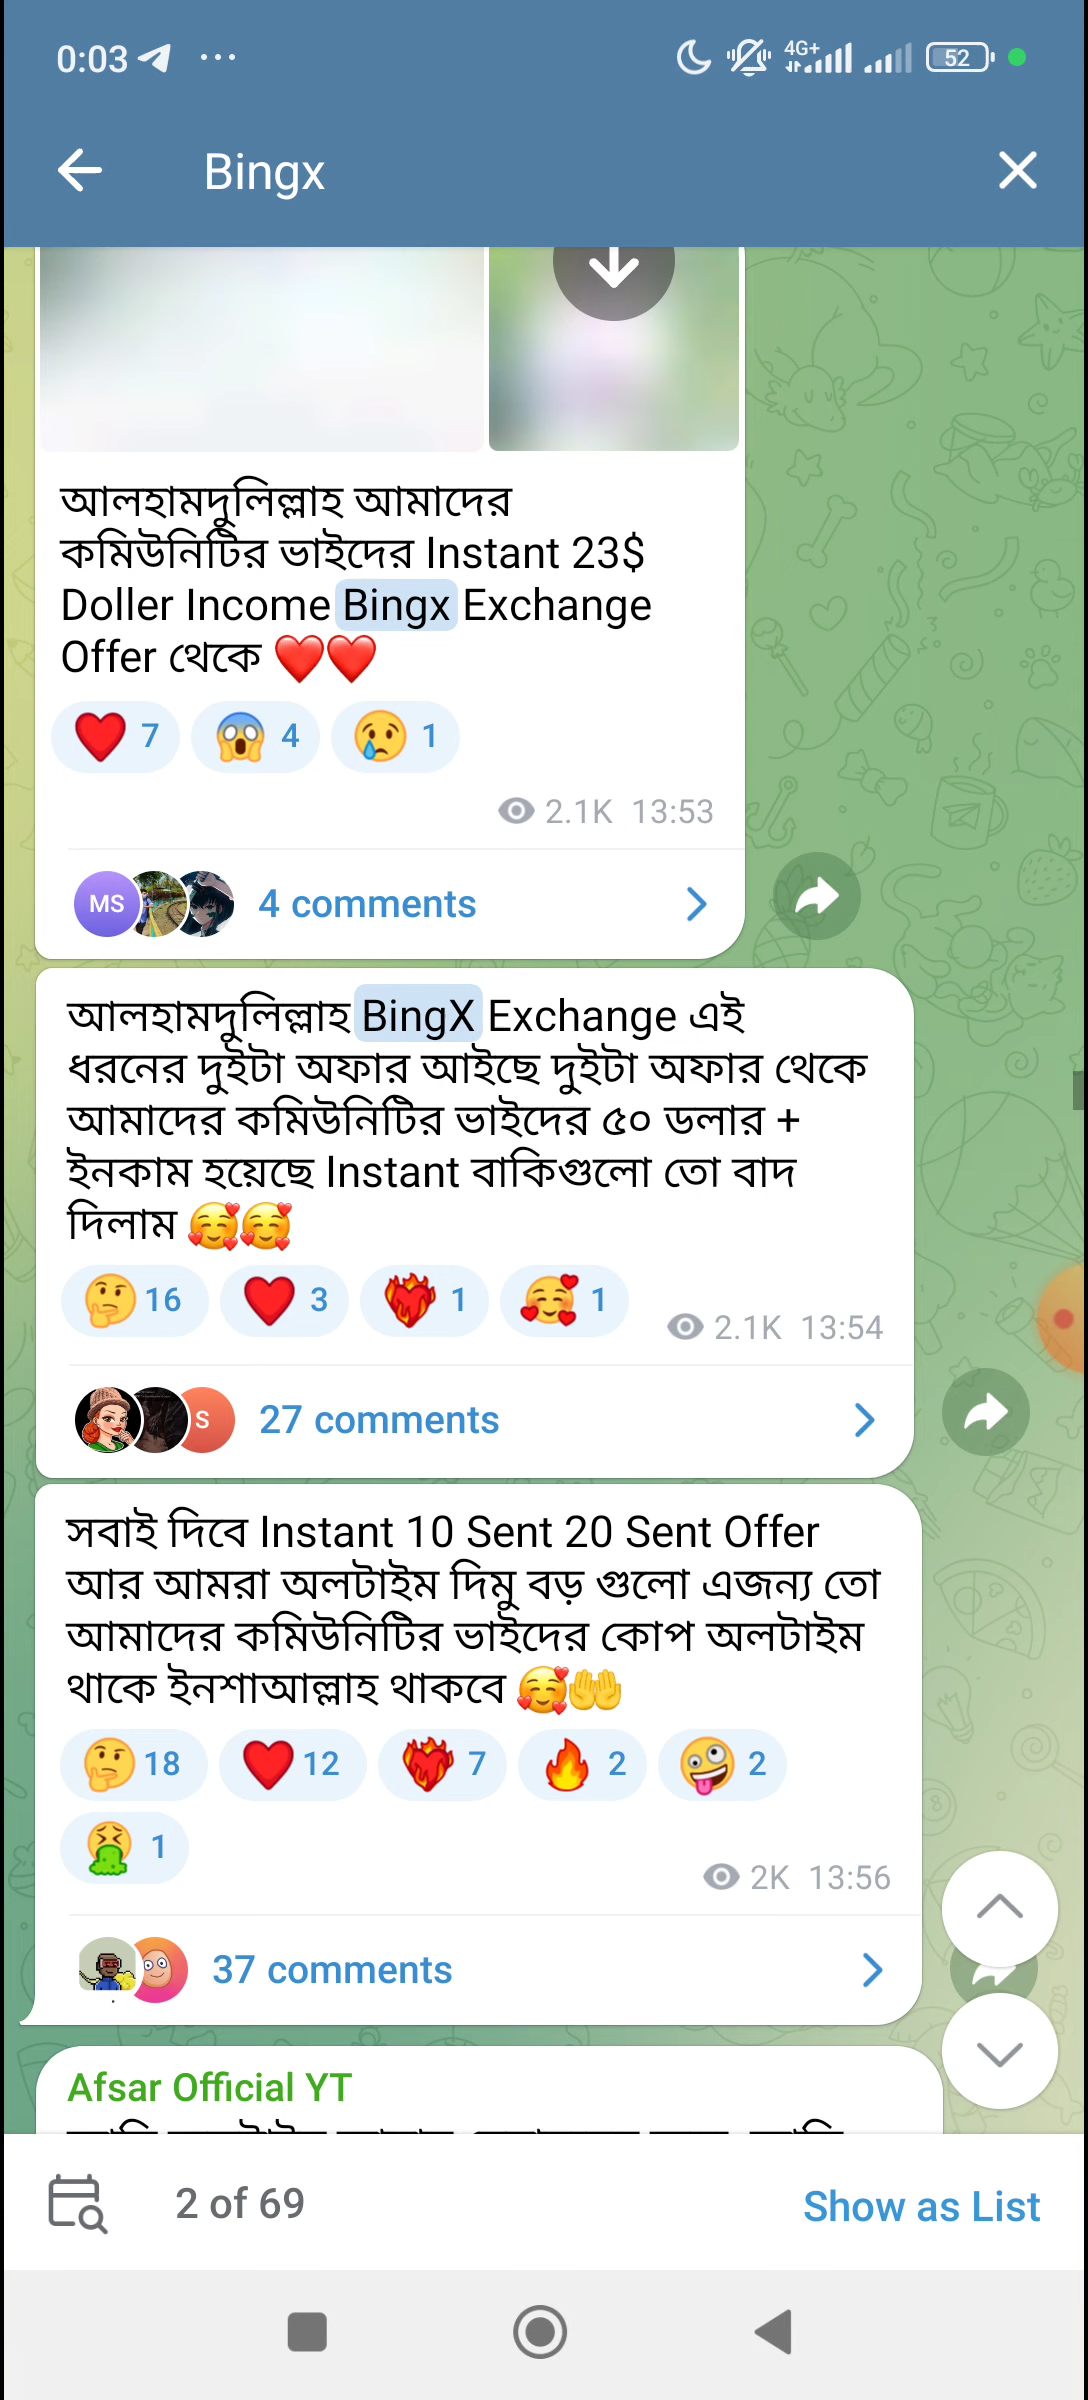 0:03
4G+
52
Bingx
আলহামদুলিল্লাহ আমাদের
কমিউনিটির ভাইদের Instant 23$
Doller Income Bingx Exchange
Offer থেকে ❤️❤️
❤️ 7 😱 4 😢 1
2.1K 13:53
MS
4 comments
আলহামদুলিল্লাহ BingX Exchange এই
ধরনের দুইটা অফার আইছে দুইটা অফার থেকে
আমাদের কমিউনিটির ভাইদের ৫০ ডলার +
ইনকাম হয়েছে Instant বাকিগুলো তো বাদ
দিলাম 🥰🥰
🤔 16 ❤️ 3 ❤️‍🔥 1 🥰 1
2.1K 13:54
S
27 comments
সবাই দিবে Instant 10 Sent 20 Sent Offer
আর আমরা অলটাইম দিমু বড় গুলো এজন্য তো
আমাদের কমিউনিটির ভাইদের কোপ অলটাইম
থাকে ইনশাআল্লাহ থাকবে 🥰🤲
🤔 18 ❤️ 12 ❤️‍🔥 7 🔥 2 🤪 2
🤮 1
2K 13:56
37 comments
Afsar Official YT
2 of 69
Show as List